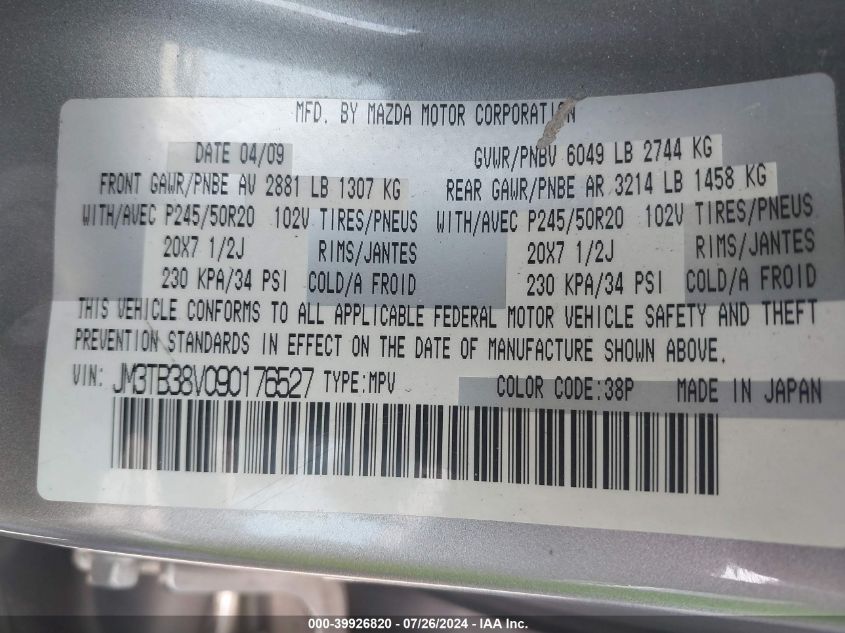 MFD. BY MAZDA MOTOR CORPORATION
DATE 04/09 GVWR/PNBV 6049 LB 2744 KG
FRONT GAWR/PNBE AV 2881 LB 1307 KG REAR GAWR/PNBE AR 3214 LB 1458 KG
WITH/AVEC P245/50R20 102V TIRES/PNEUS WITH/AVEC P245/50R20 102V TIRES/PNEUS
20X7 1/2J RIMS/JANTES 20X7 1/2J RIMS/JANTES
230 KPA/34 PSI COLD/A FROID 230 KPA/34 PSI COLD/A FROID
THIS VEHICLE CONFORMS TO ALL APPLICABLE FEDERAL MOTOR VEHICLE SAFETY AND THEFT
PREVENTION STANDARDS IN EFFECT ON THE DATE OF MANUFACTURE SHOWN ABOVE.
VIN: JM3TB38V090176527 TYPE:MPV COLOR CODE:38P MADE IN JAPAN
000-39926820 - 07/26/2024 - IAA Inc.